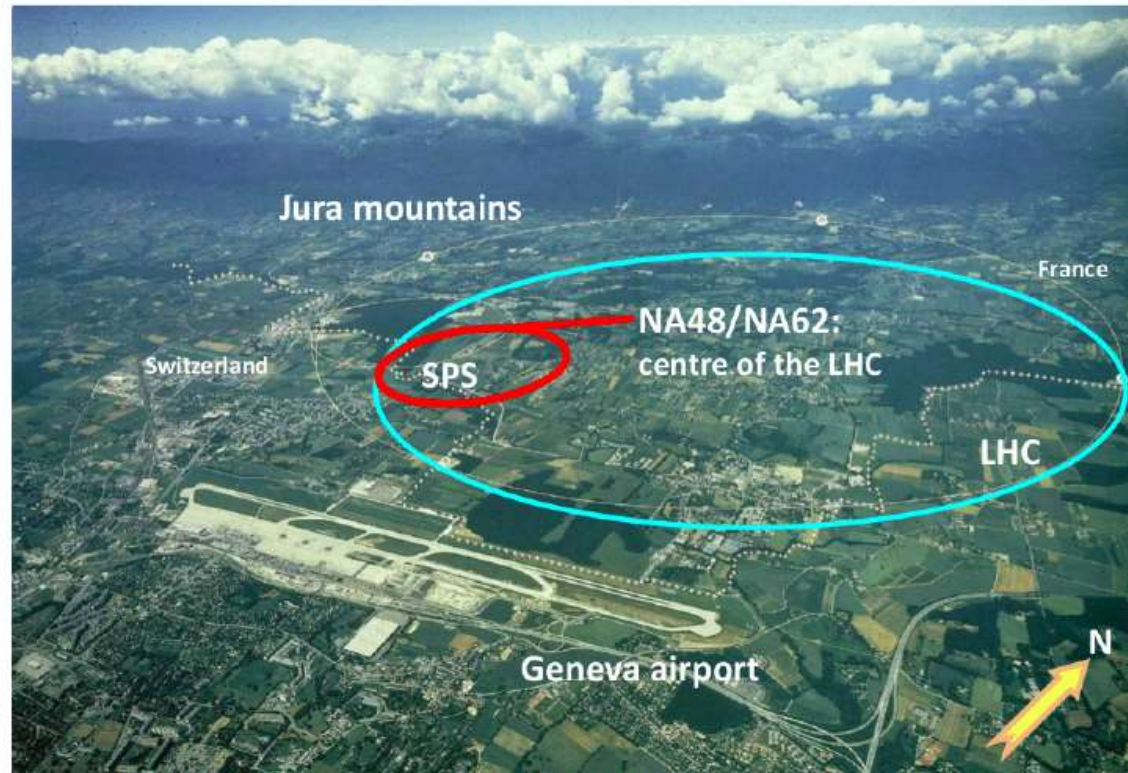 Jura mountains
France
NA48/NA62:
centre of the LHC
Switzerland
SPS
LHC
N
Geneva airport